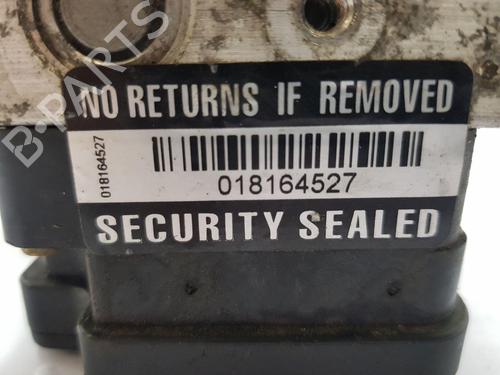 NO RETURNS IF REMOVED
018164527
018164527
SECURITY SEALED
B-PARTS